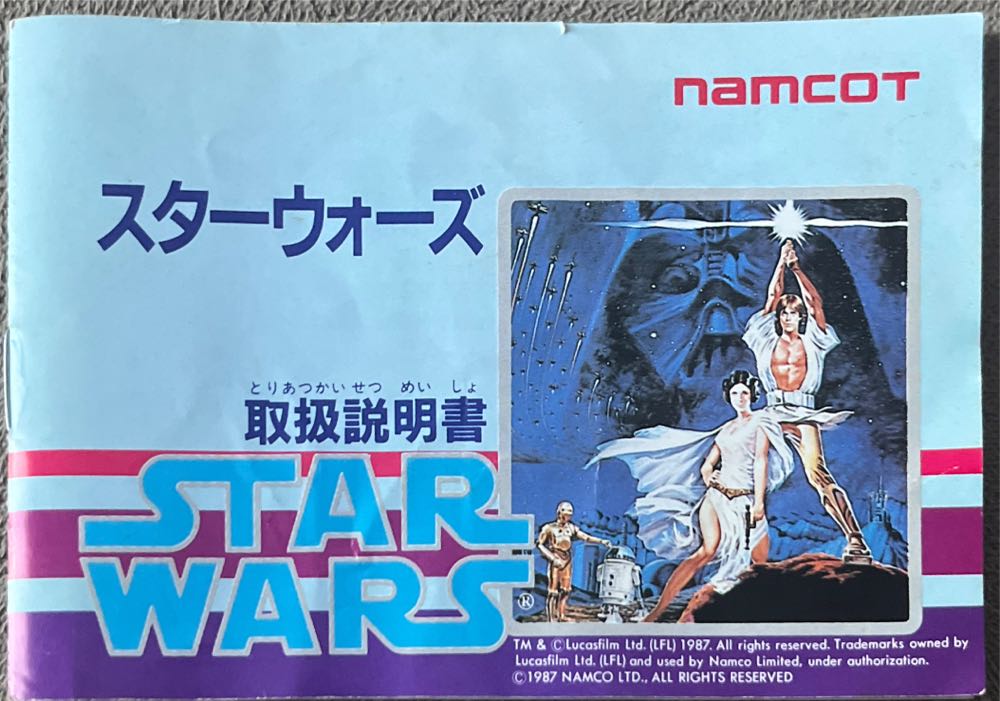 namcoT
スターウォーズ
とりあつかい せつ めい しょ
取扱説明書
STAR
WARS
®
TM & ©Lucasfilm Ltd. (LFL) 1987. All rights reserved. Trademarks owned by
Lucasfilm Ltd. (LFL) and used by Namco Limited, under authorization.
©1987 NAMCO LTD., ALL RIGHTS RESERVED